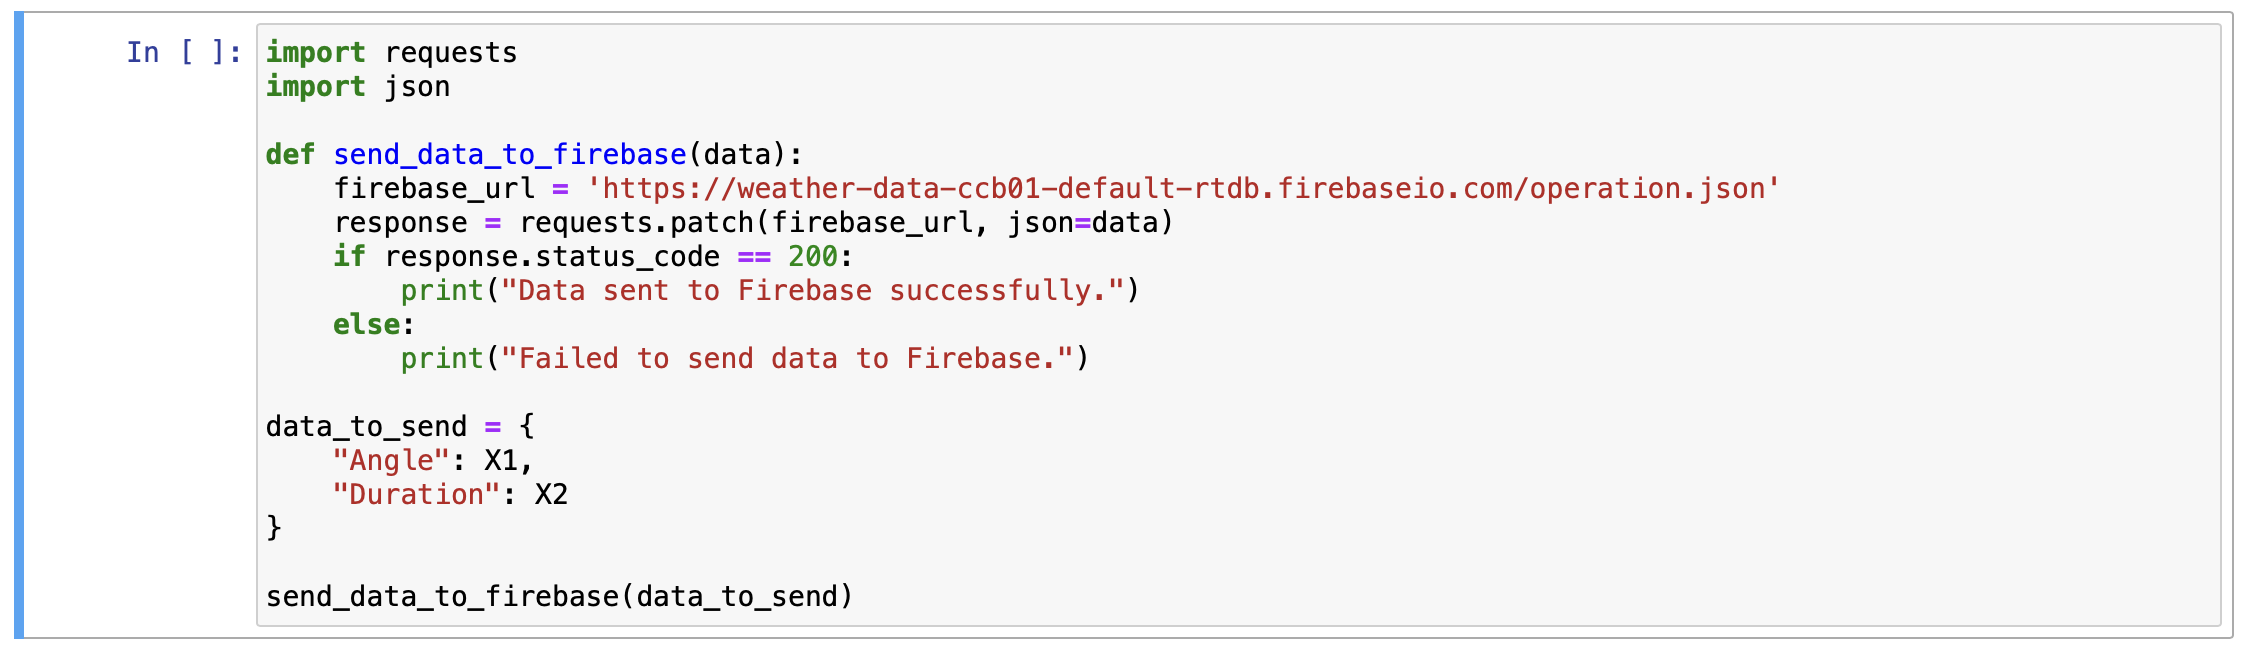 In [ ]:
import requests
import json
def send_data_to_firebase(data):
    firebase_url = 'https://weather-data-ccb01-default-rtdb.firebaseio.com/operation.json'
    response = requests.patch(firebase_url, json=data)
    if response.status_code == 200:
        print("Data sent to Firebase successfully.")
    else:
        print("Failed to send data to Firebase.")
data_to_send = {
    "Angle": X1,
    "Duration": X2
}
send_data_to_firebase(data_to_send)